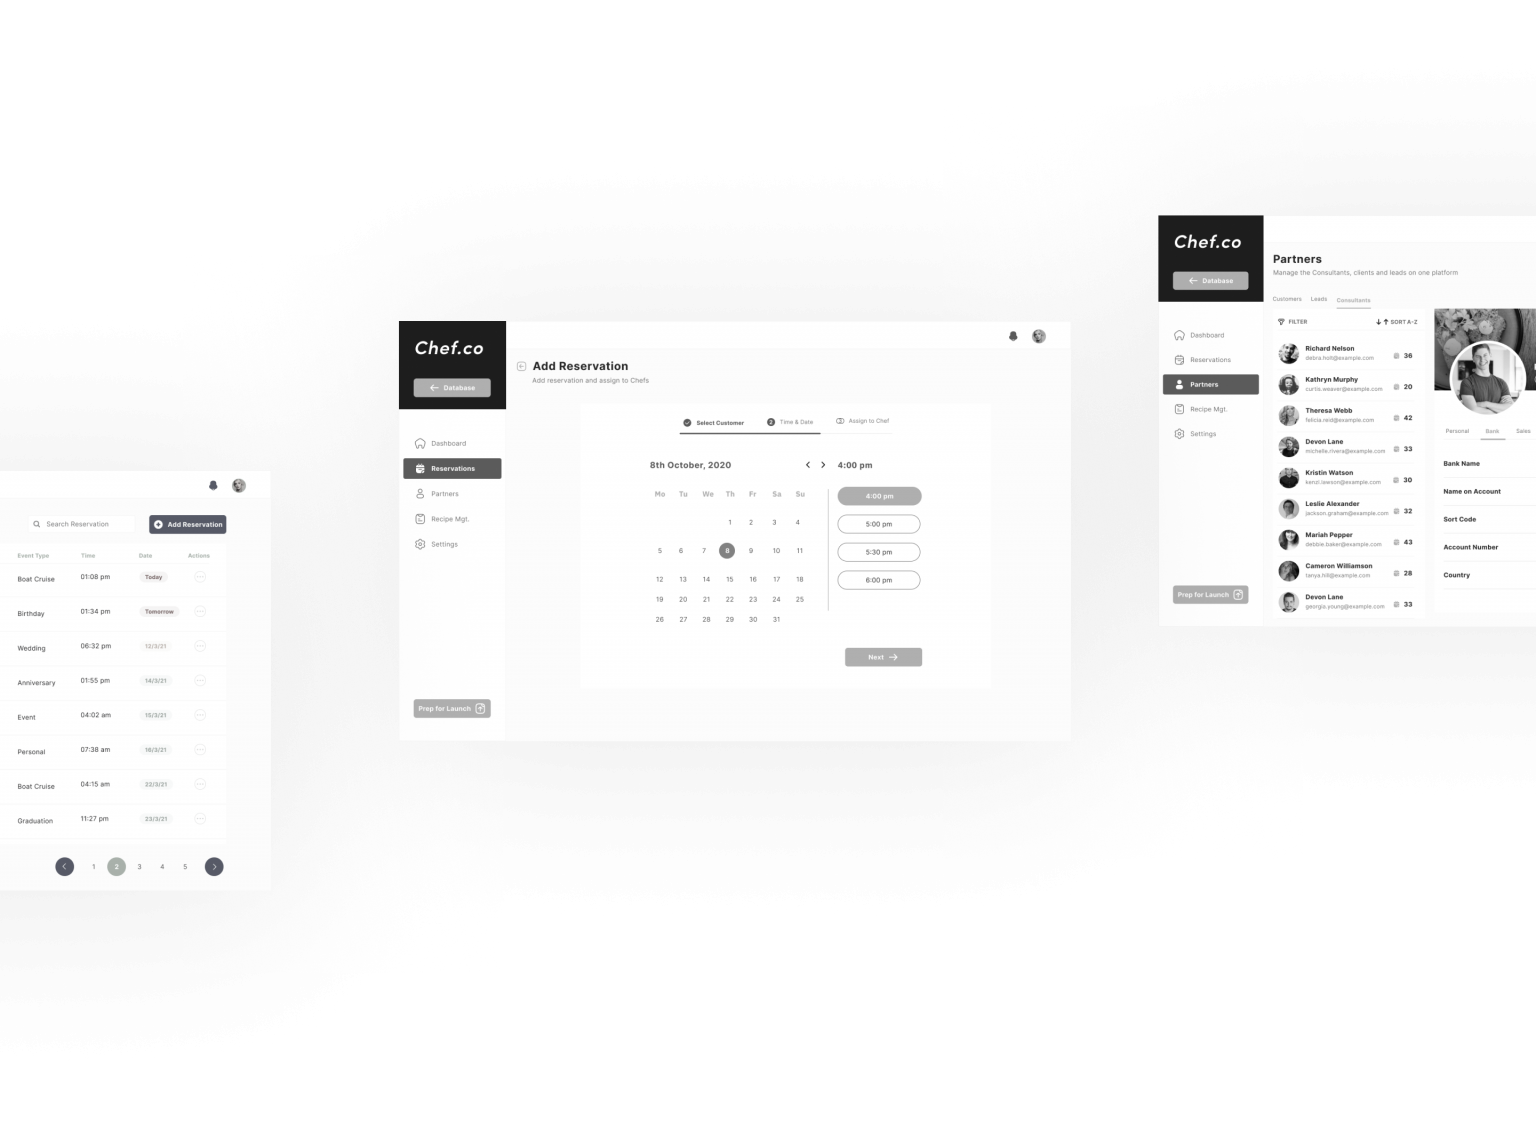 Search Reservation
Add Reservation
Event Type Time Date Actions
Boat Cruise 01:08 pm Today
Birthday 01:34 pm Tomorrow
Wedding 06:32 pm 12/3/21
Anniversary 01:55 pm 14/3/21
Event 04:02 am 15/3/21
Personal 07:38 am 16/3/21
Boat Cruise 04:15 am 22/3/21
Graduation 11:27 pm 23/3/21
1 2 3 4 5
Chef.co
Database
Dashboard
Reservations
Partners
Recipe Mgt.
Settings
Prep for Launch
Add Reservation
Add reservation and assign to Chefs
Select Customer
2 Time & Date
Assign to Chef
8th October, 2020
Mo Tu We Th Fr Sa Su
1 2 3 4
5 6 7 8 9 10 11
12 13 14 15 16 17 18
19 20 21 22 23 24 25
26 27 28 29 30 31
4:00 pm
4:00 pm
5:00 pm
5:30 pm
6:00 pm
Next
Chef.co
Database
Dashboard
Reservations
Partners
Recipe Mgt.
Settings
Prep for Launch
Partners
Manage the Consultants, clients and leads on one platform
Customers Leads Consultants
FILTER SORT A-Z
Richard Nelson
debra.holt@example.com
36
Kathryn Murphy
curtis.weaver@example.com
20
Theresa Webb
felicia.reid@example.com
42
Devon Lane
michelle.rivera@example.com
33
Kristin Watson
kenzi.lawson@example.com
30
Leslie Alexander
jackson.graham@example.com
32
Mariah Pepper
debbie.baker@example.com
43
Cameron Williamson
tanya.hill@example.com
28
Devon Lane
georgia.young@example.com
33
Personal Bank Sales
Bank Name
Name on Account
Sort Code
Account Number
Country